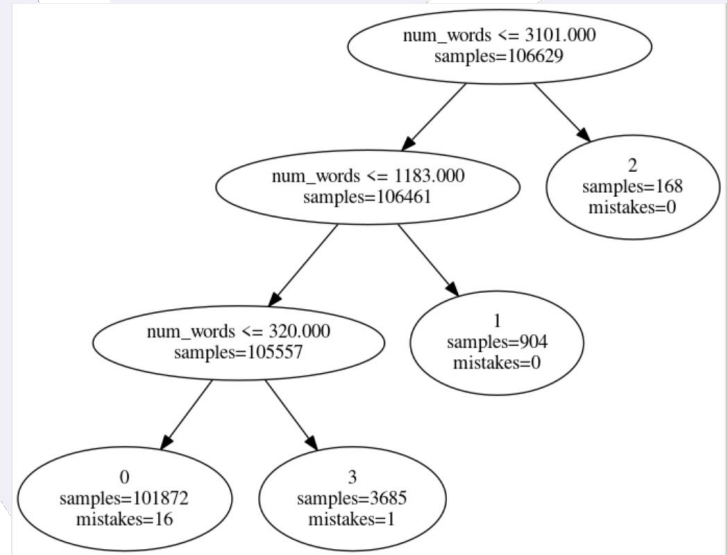 num_words <= 3101.000
samples=106629
num_words <= 1183.000
samples=106461
2
samples=168
mistakes=0
num_words <= 320.000
samples=105557
1
samples=904
mistakes=0
0
samples=101872
mistakes=16
3
samples=3685
mistakes=1